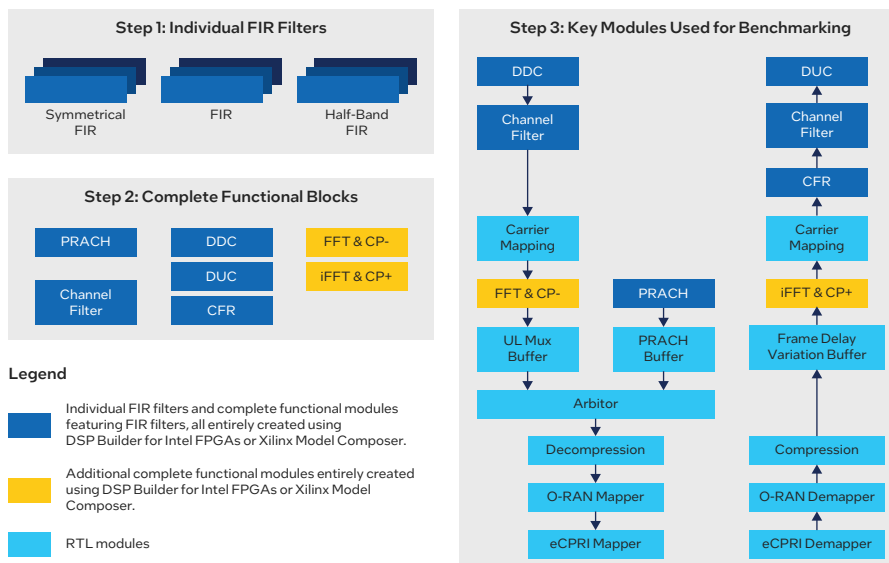 Step 1: Individual FIR Filters
Symmetrical
FIR
FIR
Half-Band
FIR
Step 2: Complete Functional Blocks
PRACH
DDC
FFT & CP-
DUC
iFFT & CP+
Channel
Filter
CFR
Legend
Individual FIR filters and complete functional modules
featuring FIR filters, all entirely created using
DSP Builder for Intel FPGAs or Xilinx Model Composer.
Additional complete functional modules entirely created
using DSP Builder for Intel FPGAs or Xilinx Model
Composer.
RTL modules
Step 3: Key Modules Used for Benchmarking
DDC
Channel
Filter
Carrier
Mapping
FFT & CP-
UL Mux
Buffer
PRACH
PRACH
Buffer
Arbitor
Decompression
O-RAN Mapper
eCPRI Mapper
DUC
Channel
Filter
CFR
Carrier
Mapping
iFFT & CP+
Frame Delay
Variation Buffer
Compression
O-RAN Demapper
eCPRI Demapper